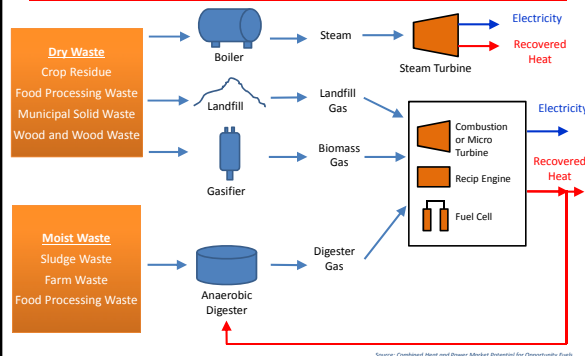 Dry Waste
Crop Residue
Food Processing Waste
Municipal Solid Waste
Wood and Wood Waste
Boiler
Steam
Steam Turbine
Electricity
Recovered
Heat
Landfill
Landfill
Gas
Gasifier
Biomass
Gas
Combustion
or Micro
Turbine
Recip Engine
Fuel Cell
Electricity
Recovered
Heat
Moist Waste
Sludge Waste
Farm Waste
Food Processing Waste
Anaerobic
Digester
Digester
Gas
Source: Combined Heat and Power Market Potential for Opportunity Fuels